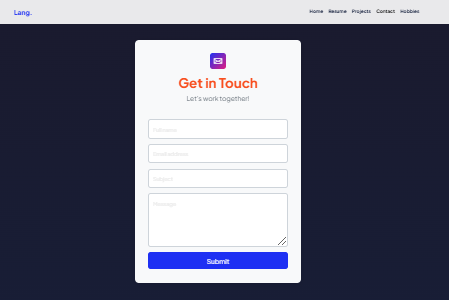 Lang.
Home Resume Projects Contact Hobbies
Get in Touch
Let's work together!
Subject
Message
Submit